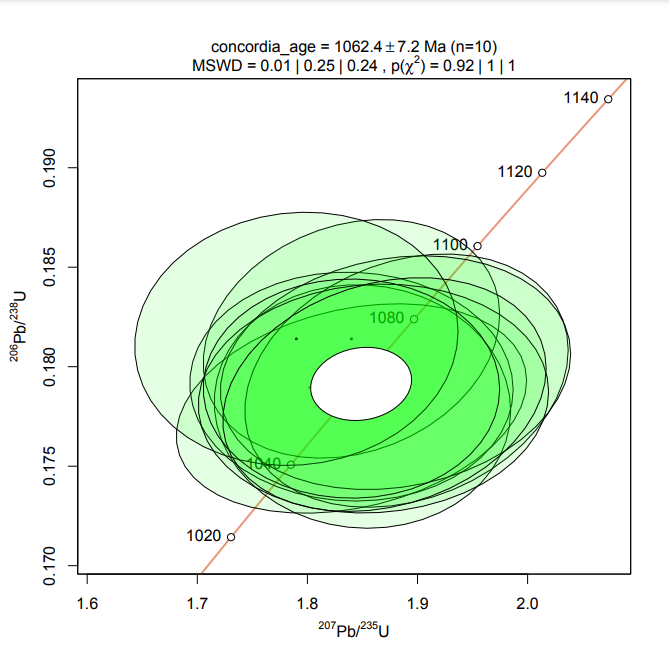 concordia_age = 1062.4 ± 7.2 Ma (n=10)
MSWD = 0.01 | 0.25 | 0.24 , p(χ²) = 0.92 | 1 | 1
1140
1120
1100
1080
1040
1020
0.190
0.185
0.180
0.175
0.170
²⁰⁶Pb/²³⁸U
1.6 1.7 1.8 1.9 2.0
²⁰⁷Pb/²³⁵U